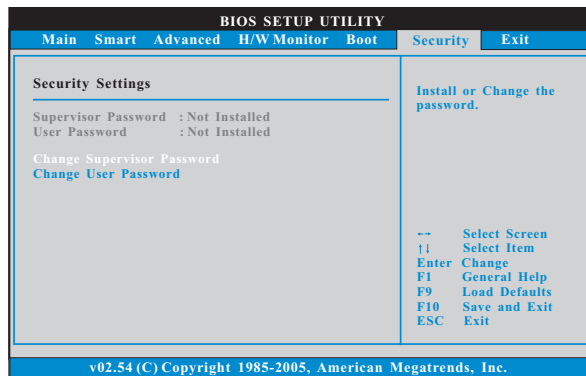 BIOS SETUP UTILITY
Main Smart Advanced H/W Monitor Boot Security Exit
Security Settings
Supervisor Password : Not Installed
User Password : Not Installed
Change Supervisor Password
Change User Password
Install or Change the
password.
←→ Select Screen
↑↓ Select Item
Enter Change
F1 General Help
F9 Load Defaults
F10 Save and Exit
ESC Exit
v02.54 (C) Copyright 1985-2005, American Megatrends, Inc.